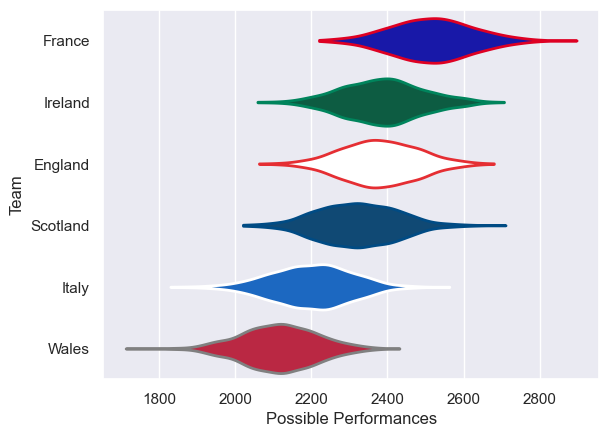 France
Ireland
England
Scotland
Italy
Wales
Team
1800 2000 2200 2400 2600 2800
Possible Performances